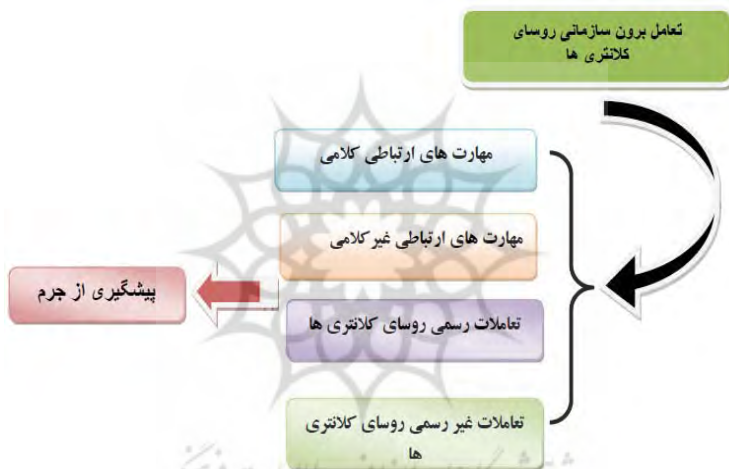 تعامل برون سازمانی روسای
کلانتری ها
مهارت های ارتباطی کلامی
مهارت های ارتباطی غیرکلامی
پیشگیری از جرم
تعاملات رسمی روسای کلانتری ها
تعاملات غیر رسمی روسای کلانتری
ها